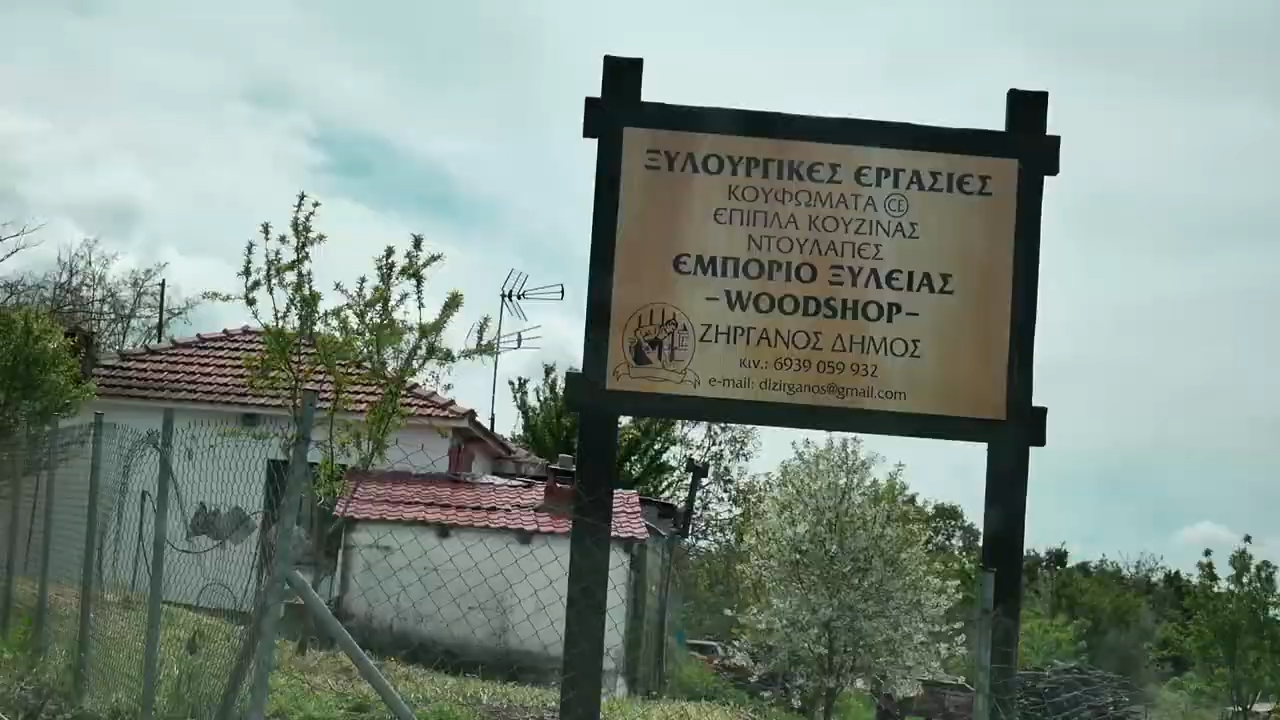 ΞΥΛΟΥΡΓΙΚΕΣ ΕΡΓΑΣΙΕΣ
ΚΟΥΦΩΜΑΤΑ CE
ΕΠΙΠΛΑ ΚΟΥΖΙΝΑΣ
ΝΤΟΥΛΑΠΕΣ
ΕΜΠΟΡΙΟ ΞΥΛΕΙΑΣ
-WOODSHOP-
ΖΗΡΓΑΝΟΣ ΔΗΜΟΣ
κιν.: 6939 059 932
e-mail: dizirganos@gmail.com